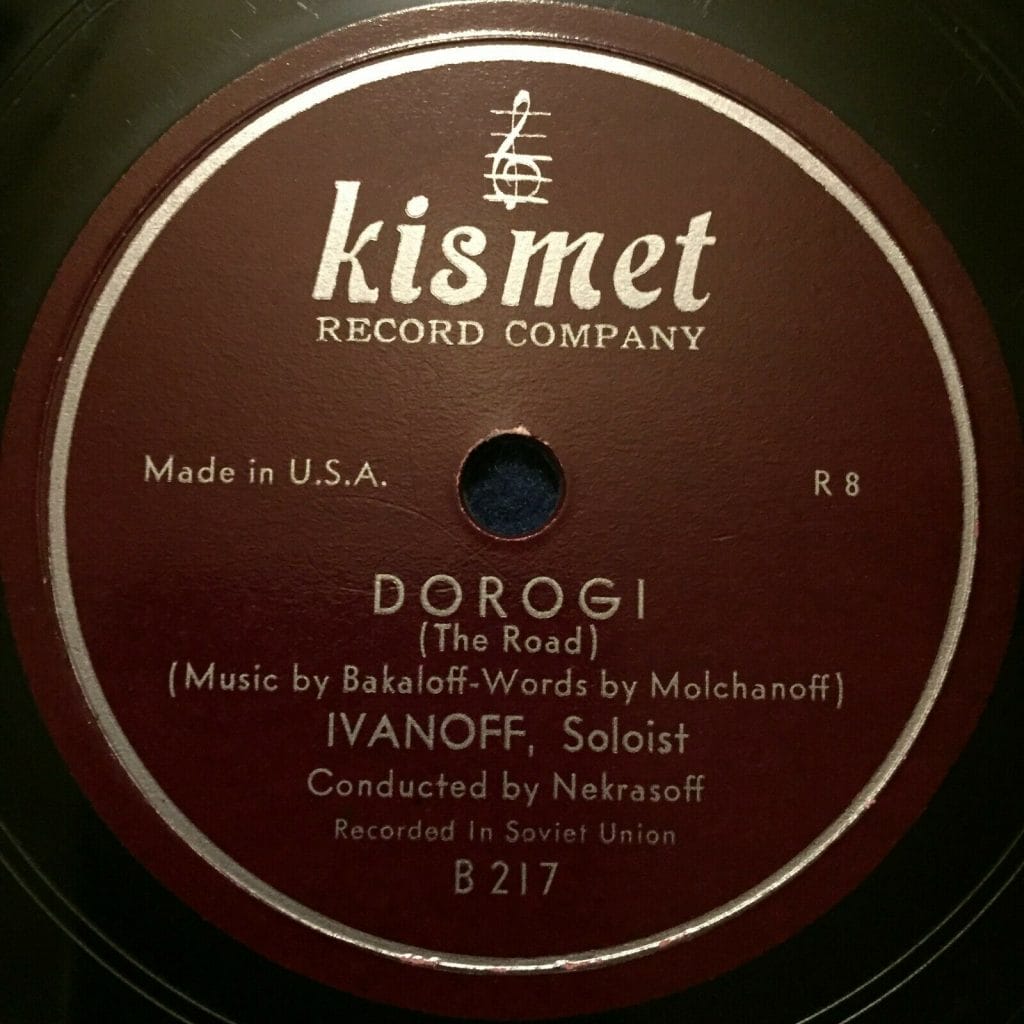 kismet
RECORD COMPANY
Made in U.S.A.
R 8
DOROGI
(The Road)
(Music by Bakaloff-Words by Molchanoff)
IVANOFF, Soloist
Conducted by Nekrasoff
Recorded In Soviet Union
B 217